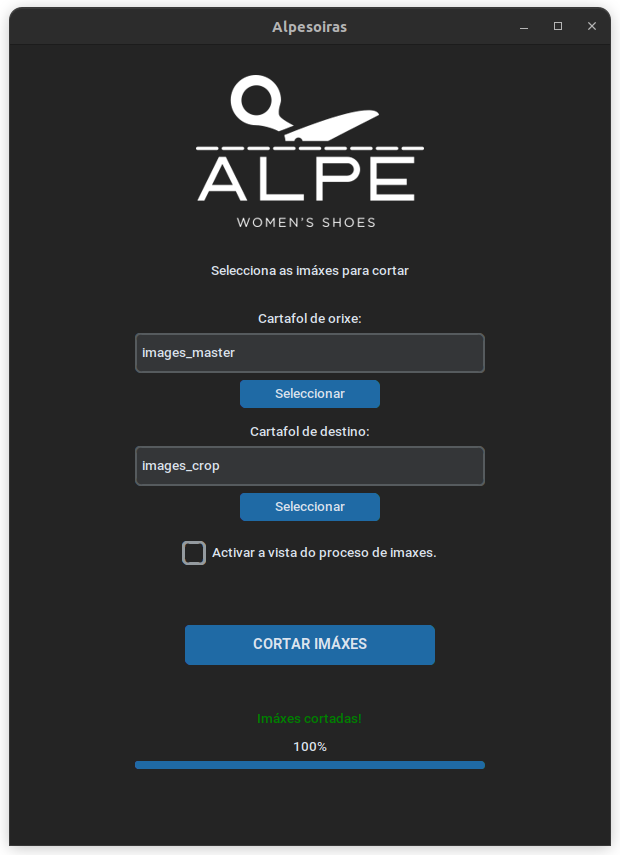 Alpesoiras
ALPE
WOMEN'S SHOES
Selecciona as imáxes para cortar
Cartafol de orixe:
images_master
Seleccionar
Cartafol de destino:
images_crop
Seleccionar
Activar a vista do proceso de imaxes.
CORTAR IMÁXES
Imáxes cortadas!
100%